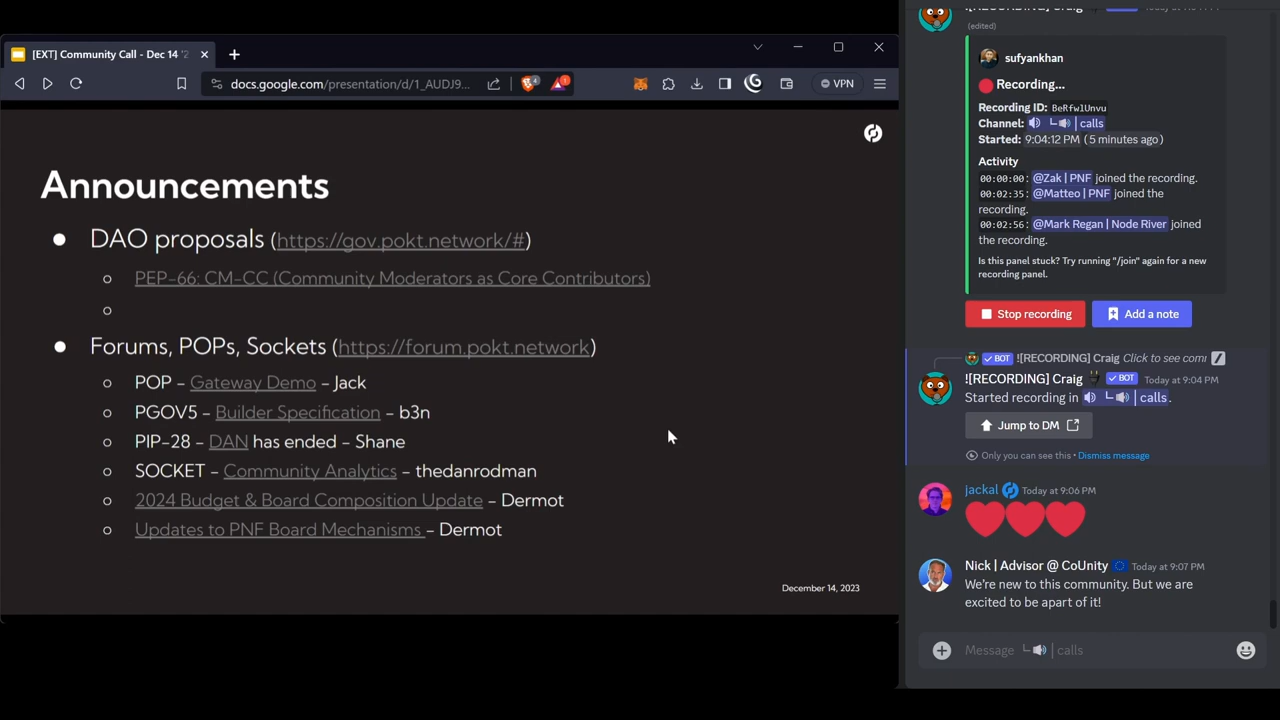 [EXT] Community Call - Dec 14 '2
docs.google.com/presentation/d/1_AUDJ9...
4
1
VPN
Announcements
● DAO proposals (https://gov.pokt.network/#)
○ PEP-66: CM-CC (Community Moderators as Core Contributors)
○
● Forums, POPs, Sockets (https://forum.pokt.network)
○ POP - Gateway Demo - Jack
○ PGOV5 - Builder Specification - b3n
○ PIP-28 - DAN has ended - Shane
○ SOCKET - Community Analytics - thedanrodman
○ 2024 Budget & Board Composition Update - Dermot
○ Updates to PNF Board Mechanisms - Dermot
December 14, 2023
(edited)
sufyankhan
Recording...
Recording ID: BeRfwlUnvu
Channel: calls
Started: 9:04:12 PM (5 minutes ago)
Activity
00:00:00: @Zak | PNF joined the recording.
00:02:35: @Matteo | PNF joined the
recording.
00:02:56: @Mark Regan | Node River joined
the recording.
Is this panel stuck? Try running "/join" again for a new
recording panel.
Stop recording
Add a note
BOT ![RECORDING] Craig Click to see comr
![RECORDING] Craig BOT Today at 9:04 PM
Started recording in calls.
Jump to DM
Only you can see this • Dismiss message
jackal Today at 9:06 PM
Nick | Advisor @ CoUnity Today at 9:07 PM
We're new to this community. But we are
excited to be apart of it!
Message calls